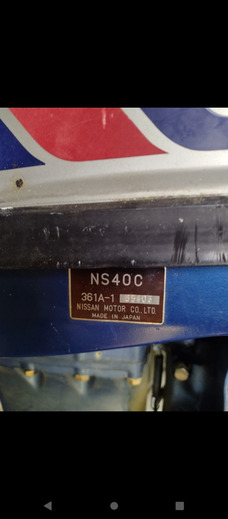 NS40C
361A-1
NISSAN MOTOR CO.,LTD.
MADE IN JAPAN